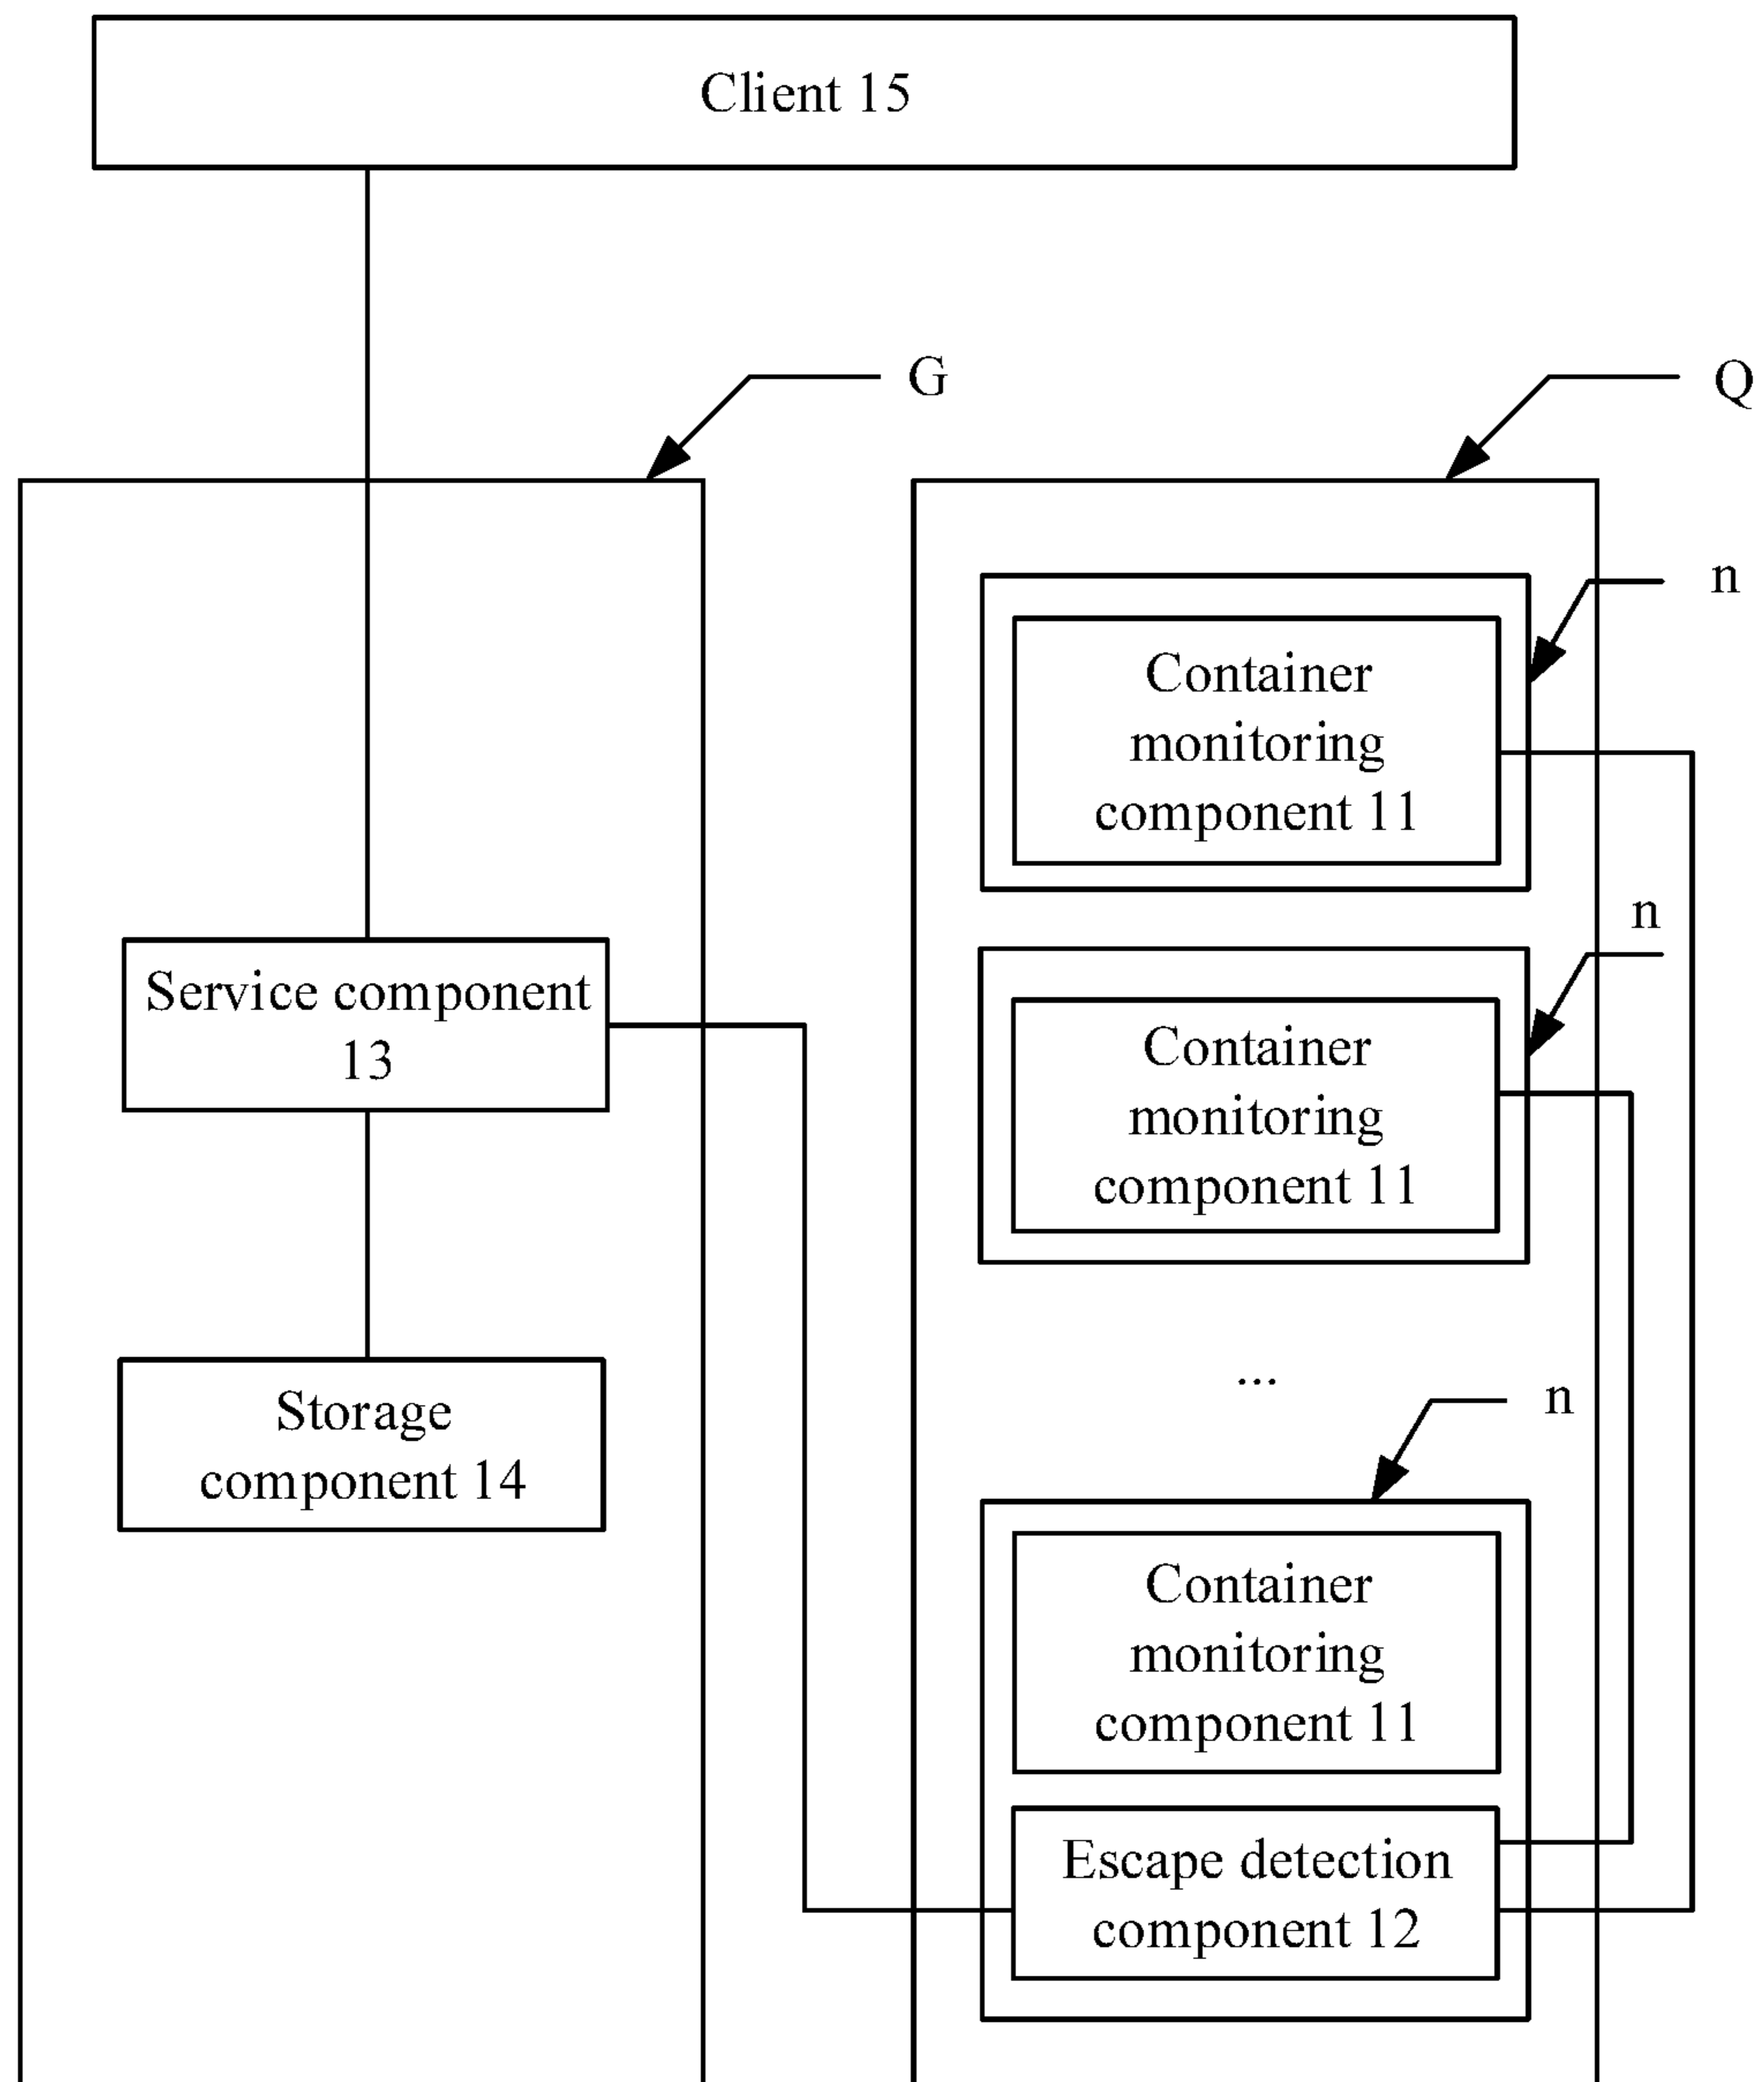 Client 15
G
Q
n
Container
monitoring
component 11
n
Service component
13
Container
monitoring
component 11
...
n
Storage
component 14
Container
monitoring
component 11
Escape detection
component 12